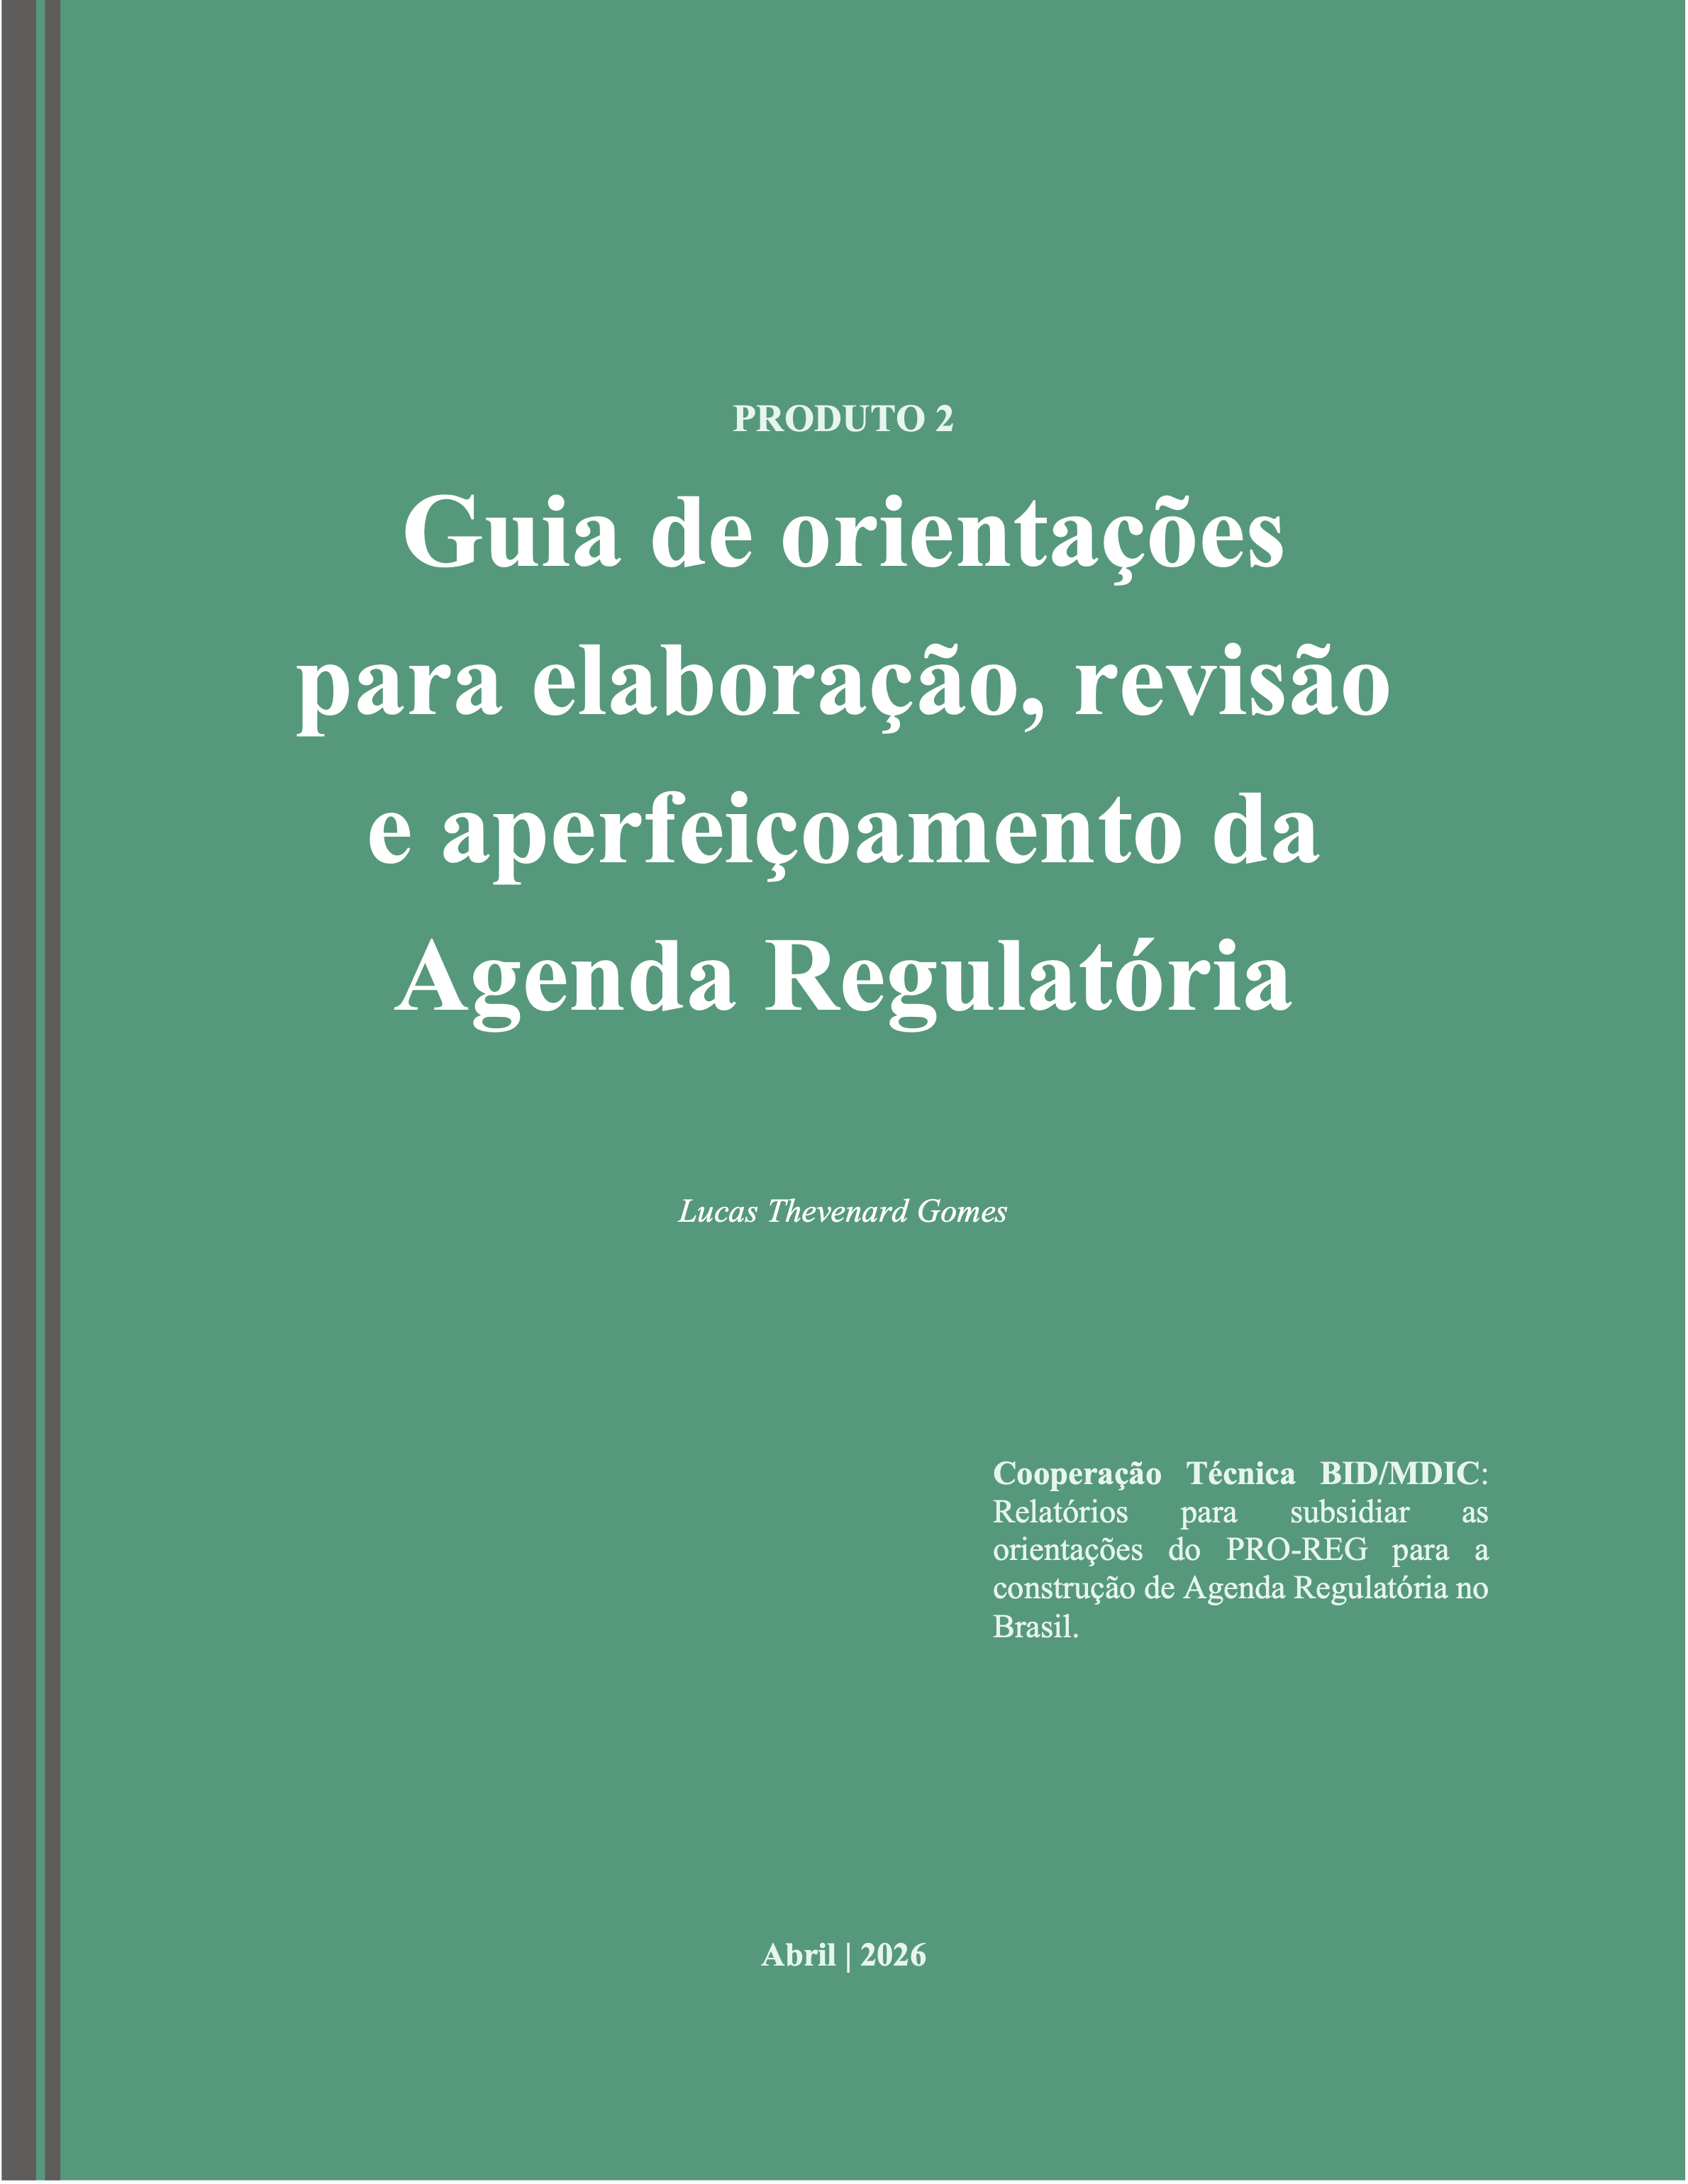 PRODUTO 2
Guia de orientações
para elaboração, revisão
e aperfeiçoamento da
Agenda Regulatória
Lucas Thevenard Gomes
Cooperação Técnica BID/MDIC:
Relatórios para subsidiar as
orientações do PRO-REG para a
construção de Agenda Regulatória no
Brasil.
Abril | 2026